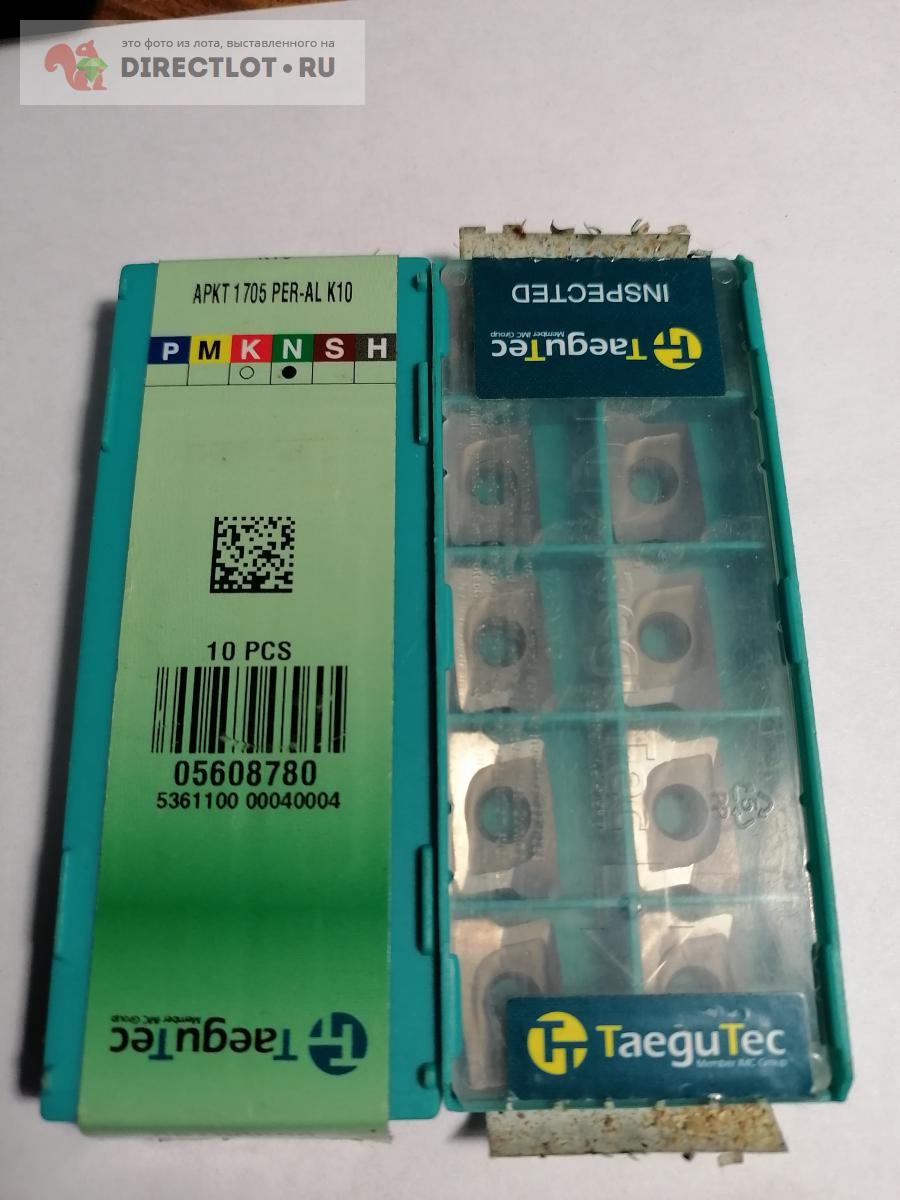 это фото из лота, выставленного на
DIRECTLOT.RU
APKT 1705 PER-AL K10
P M K N S H
10 PCS
05608780
5361100 00040004
TaeguTec
Member IMC Group
INSPECTED
TaeguTec
Member IMC Group
PP
TaeguTec
Member IMC Group